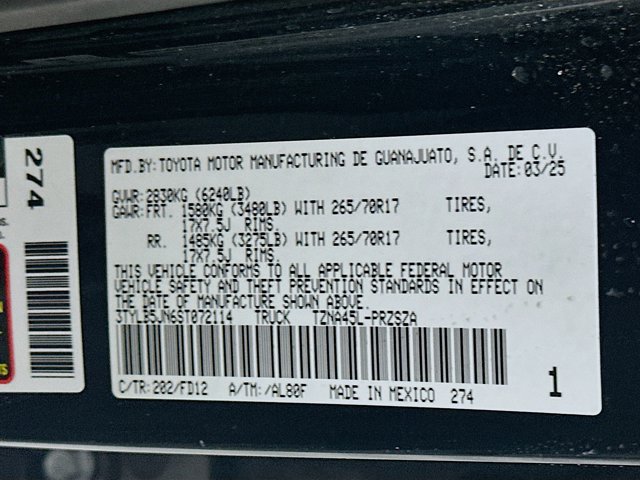 MFD.BY:TOYOTA MOTOR MANUFACTURING DE GUANAJUATO, S.A. DE C.V.
DATE:03/25
GVWR:2830KG (6240LB)
GAWR:FRT. 1580KG (3480LB) WITH 265/70R17 TIRES,
17X7.5J RIMS.
RR. 1485KG (3275LB) WITH 265/70R17 TIRES,
17X7.5J RIMS.
THIS VEHICLE CONFORMS TO ALL APPLICABLE FEDERAL MOTOR
VEHICLE SAFETY AND THEFT PREVENTION STANDARDS IN EFFECT ON
THE DATE OF MANUFACTURE SHOWN ABOVE.
3TYLB5JN6ST072114 TRUCK TZNA45L-PRZSZA
C/TR:202/FD12 A/TM:/AL80F MADE IN MEXICO 274
1
274